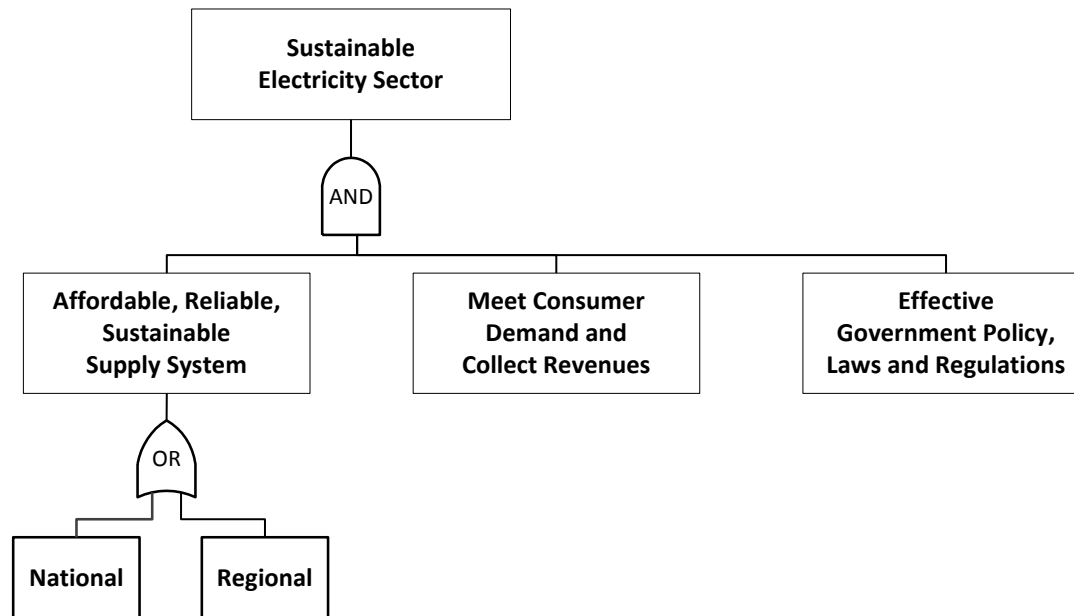 Sustainable
Electricity Sector
AND
Affordable, Reliable,
Sustainable
Supply System
Meet Consumer
Demand and
Collect Revenues
Effective
Government Policy,
Laws and Regulations
OR
National
Regional